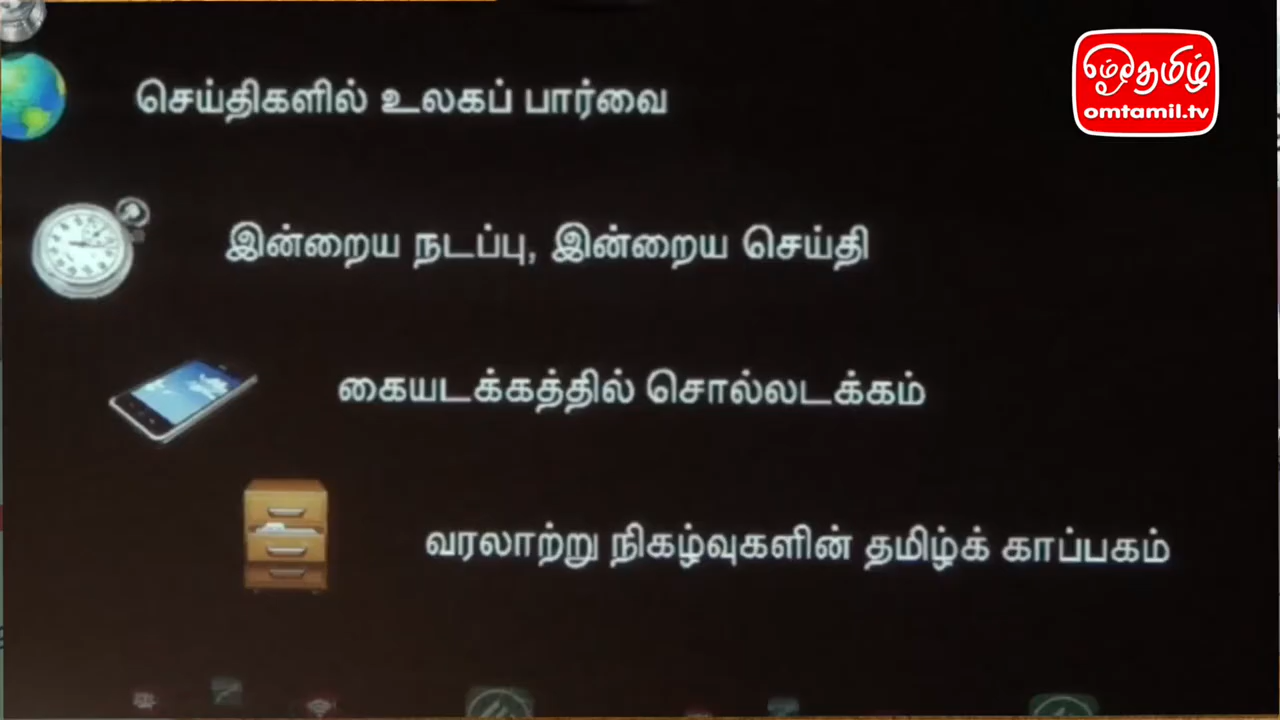 செய்திகளில் உலகப் பார்வை
ஓம்தமிழ்
omtamil.tv
இன்றைய நடப்பு, இன்றைய செய்தி
கையடக்கத்தில் சொல்லடக்கம்
வரலாற்று நிகழ்வுகளின் தமிழ்க் காப்பகம்